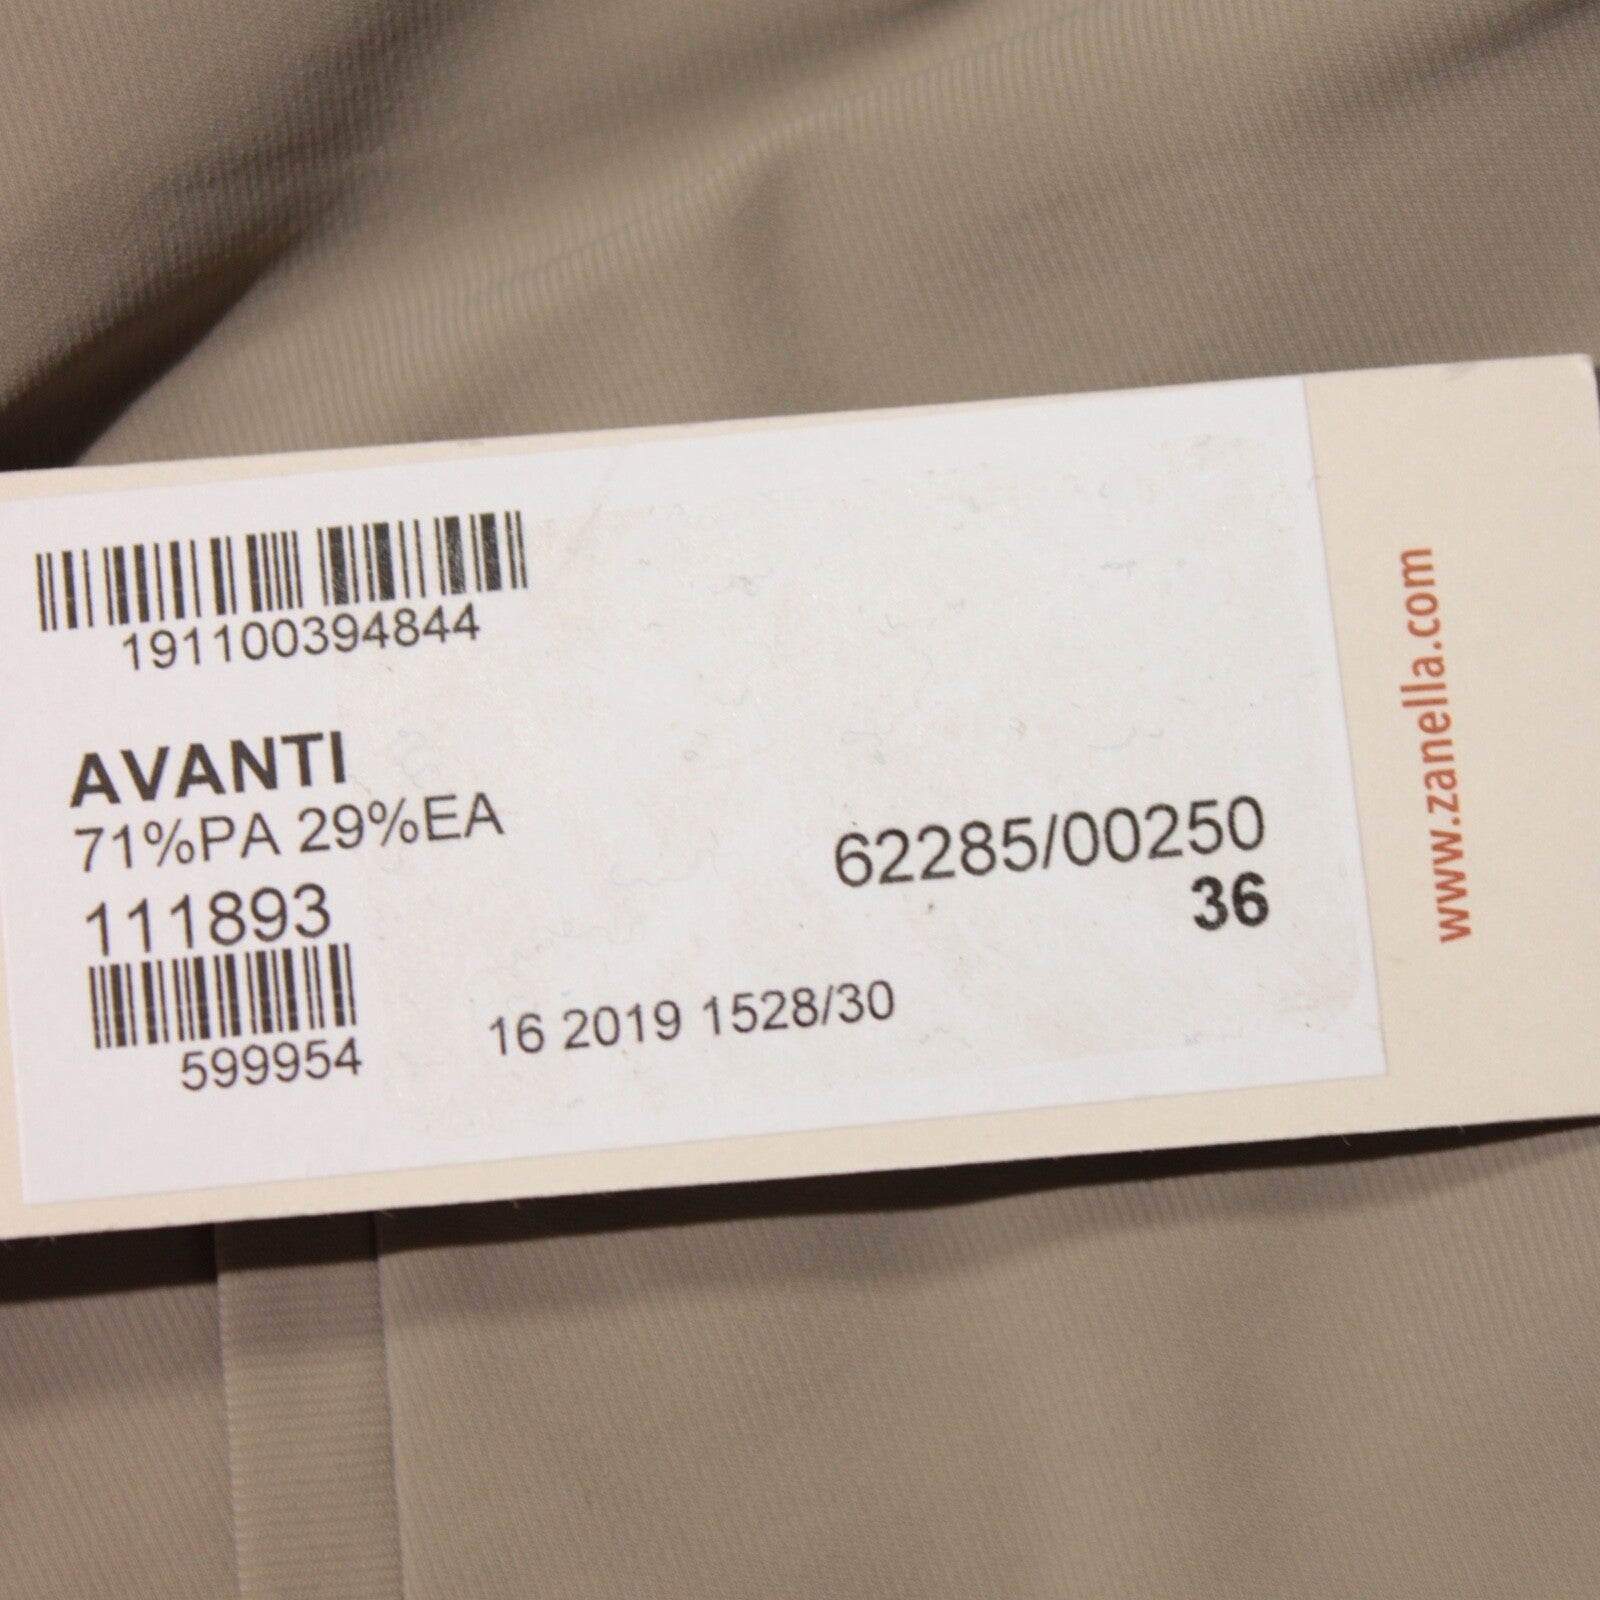 191100394844
AVANTI
71%PA 29%EA
111893
599954
62285/00250
36
16 2019 1528/30
www.zanella.com